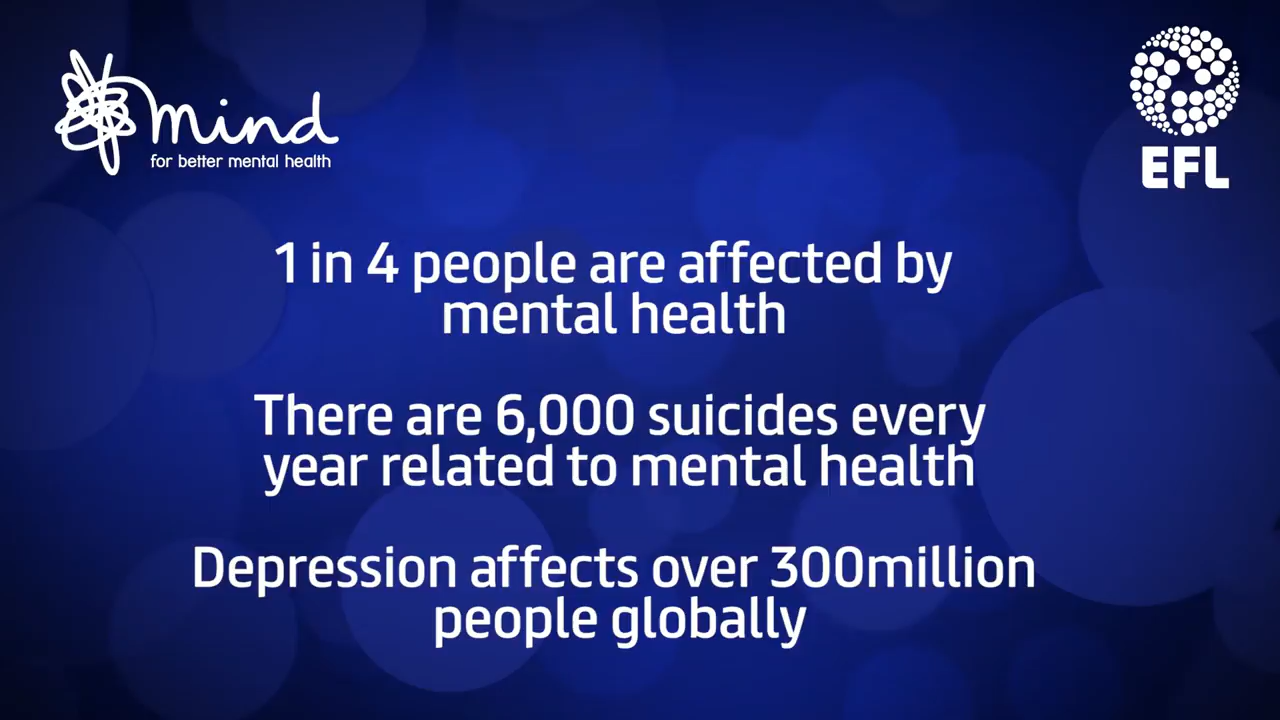 mind
for better mental health
EFL
1 in 4 people are affected by
mental health
There are 6,000 suicides every
year related to mental health
Depression affects over 300million
people globally